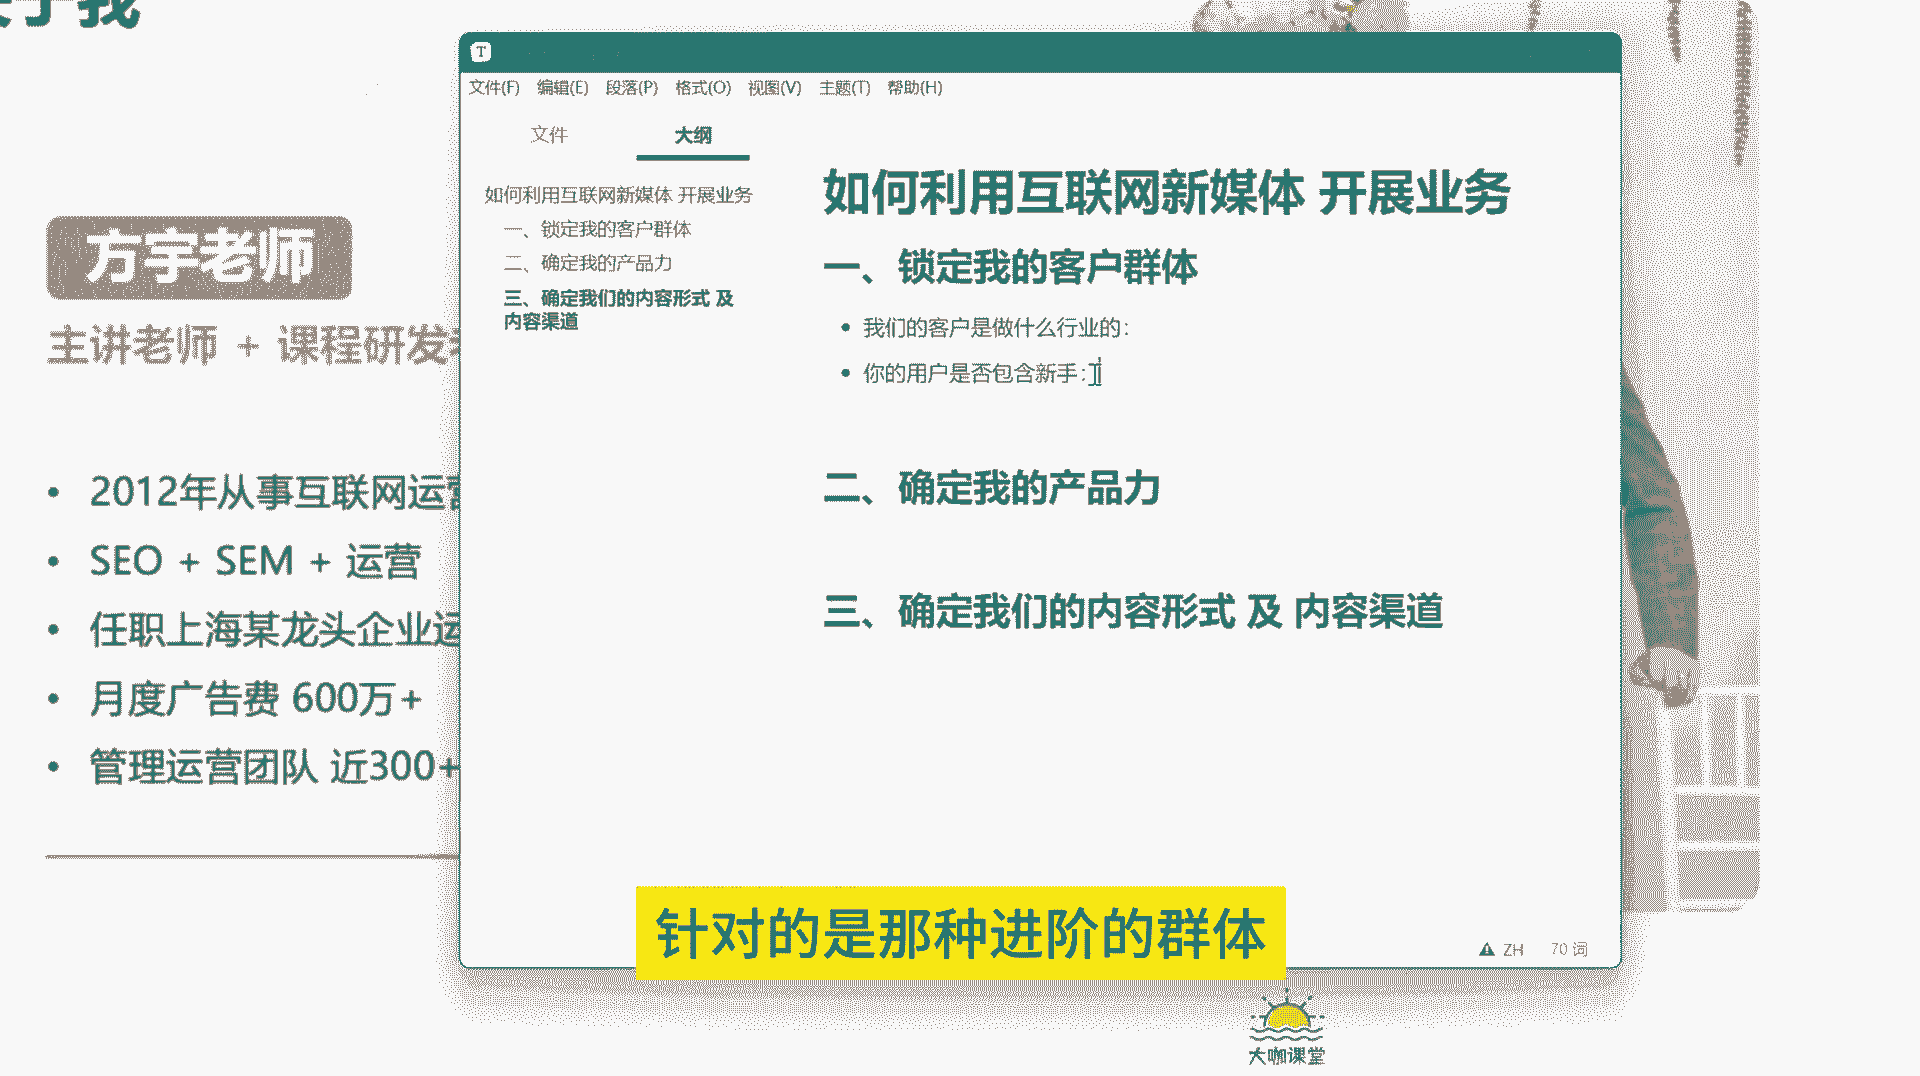 于我
方宇老师
主讲老师 + 课程研发
2012年从事互联网运营
SEO + SEM + 运营
任职上海某龙头企业运
月度广告费 600万+
管理运营团队 近300+
T
文件(F) 编辑(E) 段落(P) 格式(O) 视图(V) 主题(T) 帮助(H)
文件 大纲
如何利用互联网新媒体 开展业务
一、锁定我的客户群体
二、确定我的产品力
三、确定我们的内容形式 及
内容渠道
如何利用互联网新媒体 开展业务
一、锁定我的客户群体
我们的客户是做什么行业的：
你的用户是否包含新手：
二、确定我的产品力
三、确定我们的内容形式 及 内容渠道
针对的是那种进阶的群体
ZH 70 词
大咖课堂